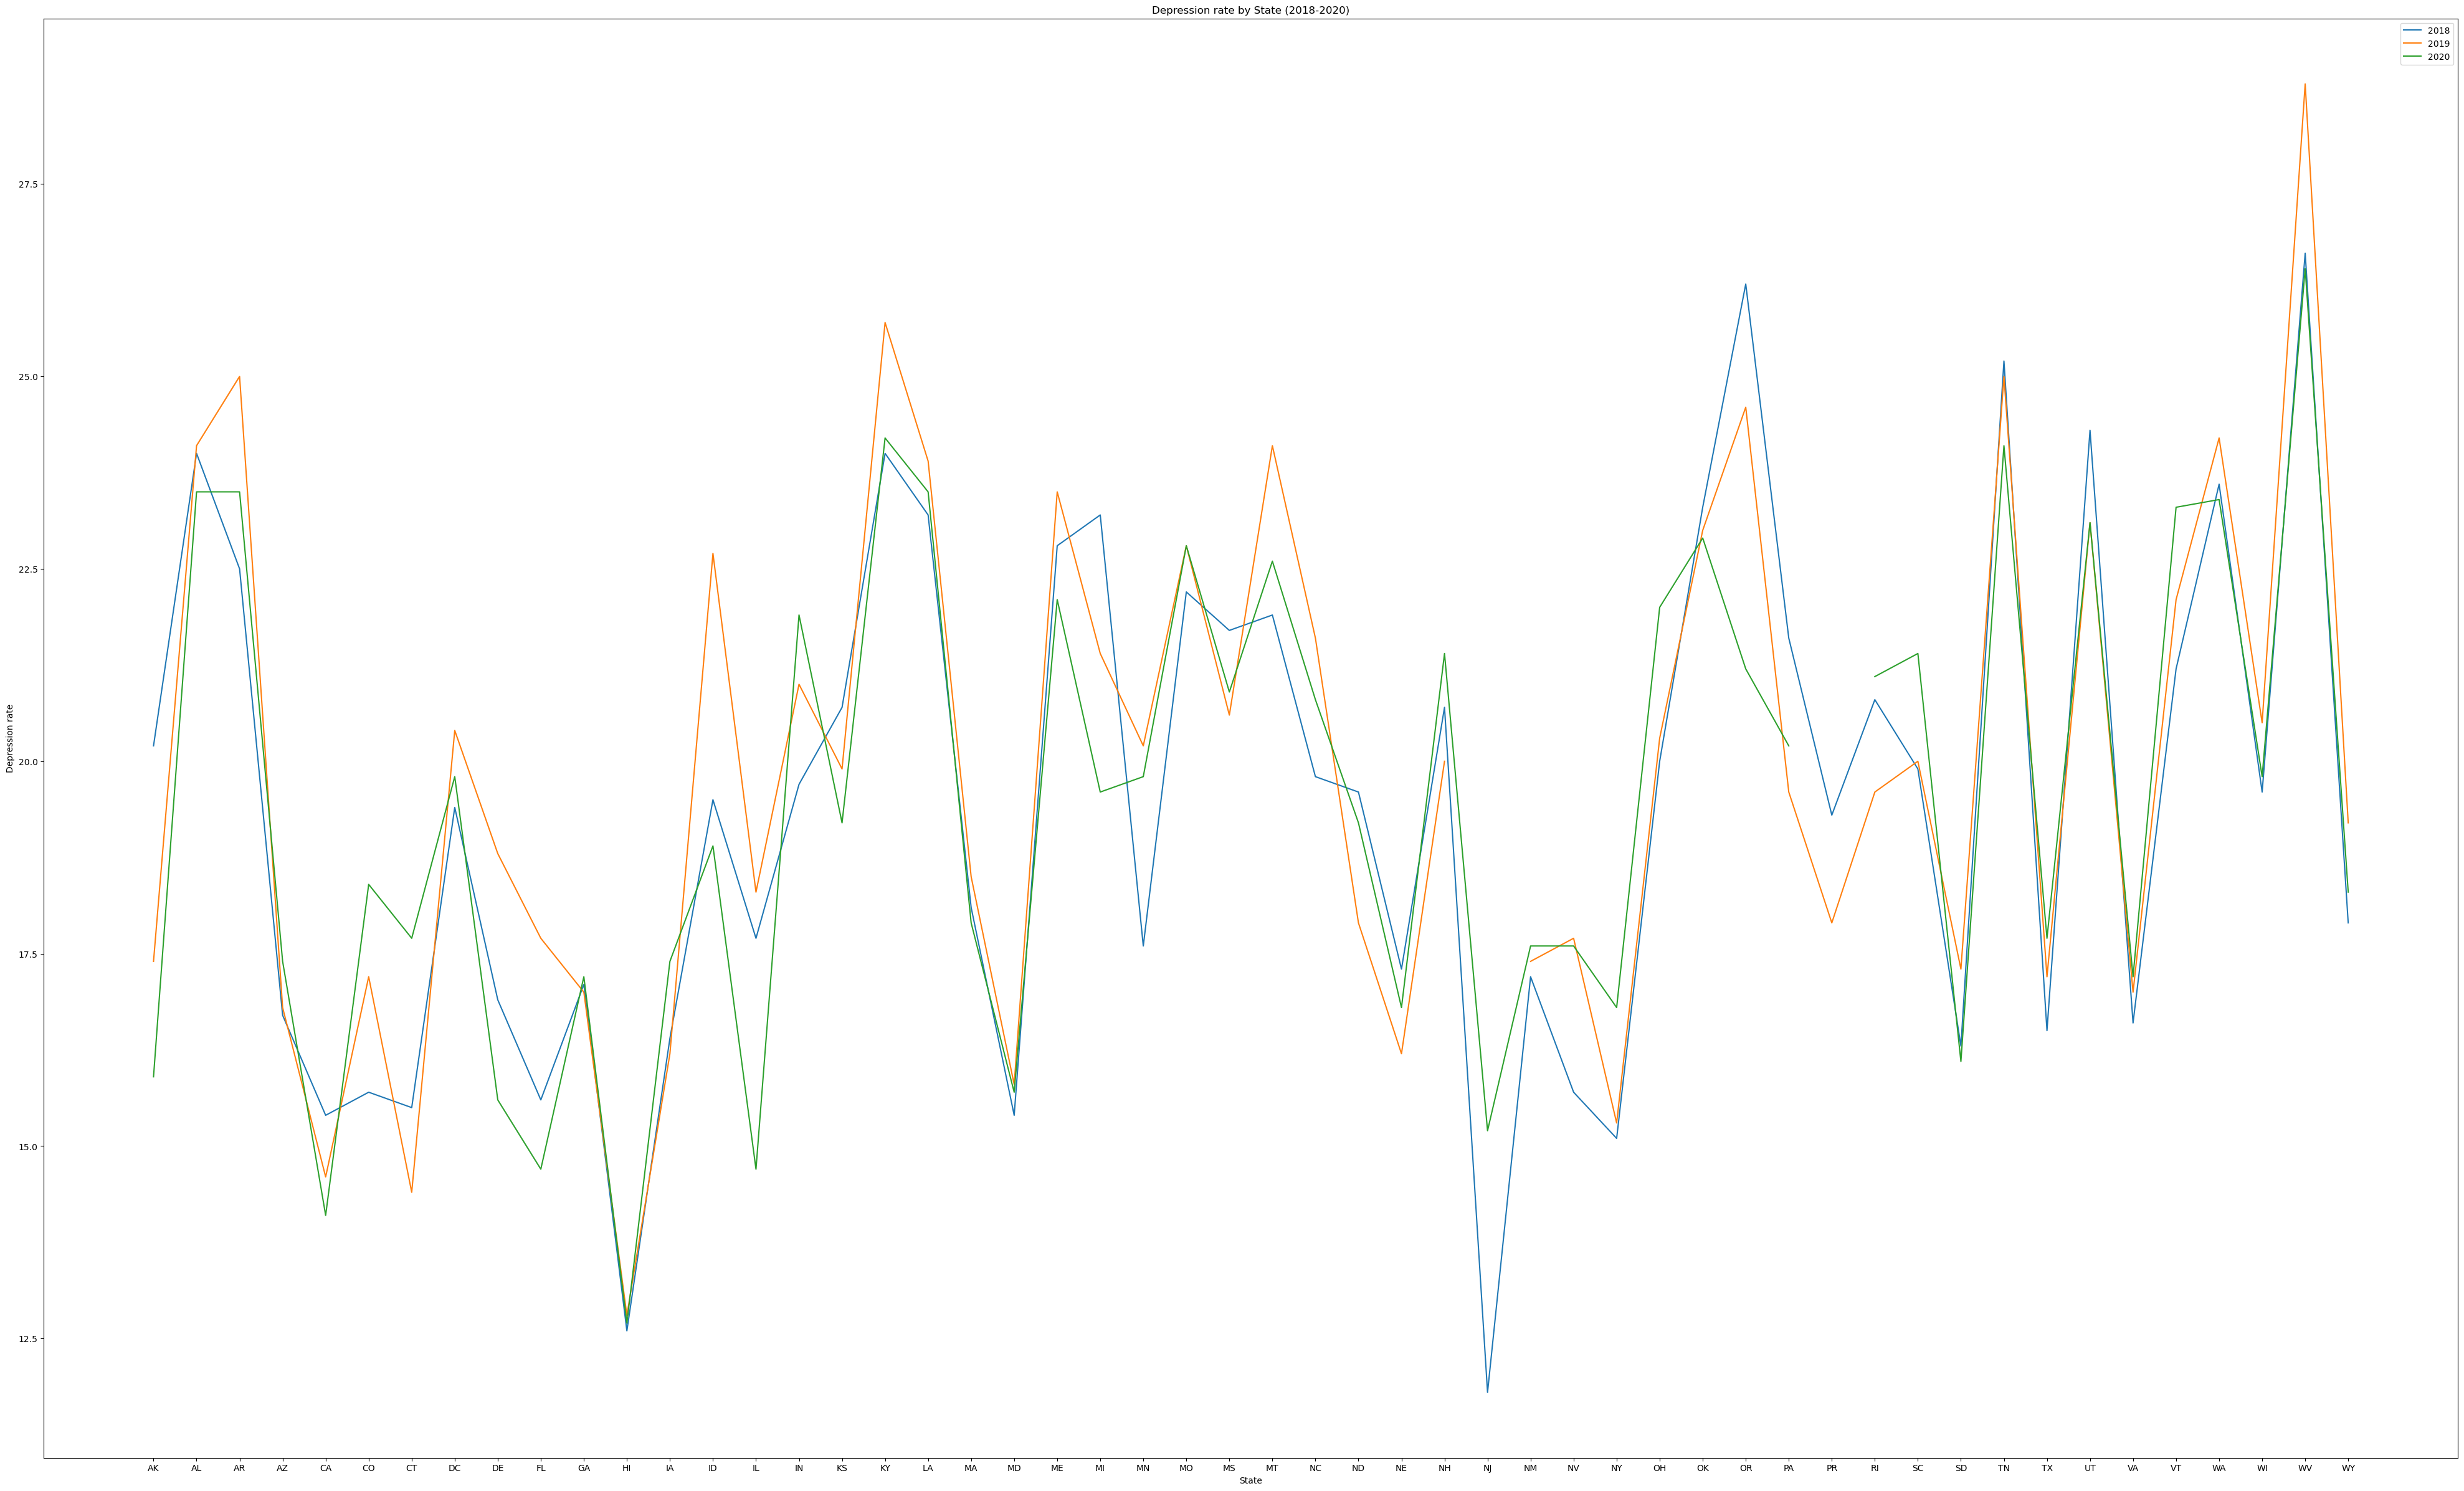 Depression rate by State (2018-2020)
2018
2019
2020
27.5
25.0
22.5
20.0
17.5
15.0
12.5
Depression rate
AK AL AR AZ CA CO CT DC DE FL GA HI IA ID IL IN KS KY LA MA MD ME MI MN MO MS MT NC ND NE NH NJ NM NV NY OH OK OR PA PR RI SC SD TN TX UT VA VT WA WI WV WY
State